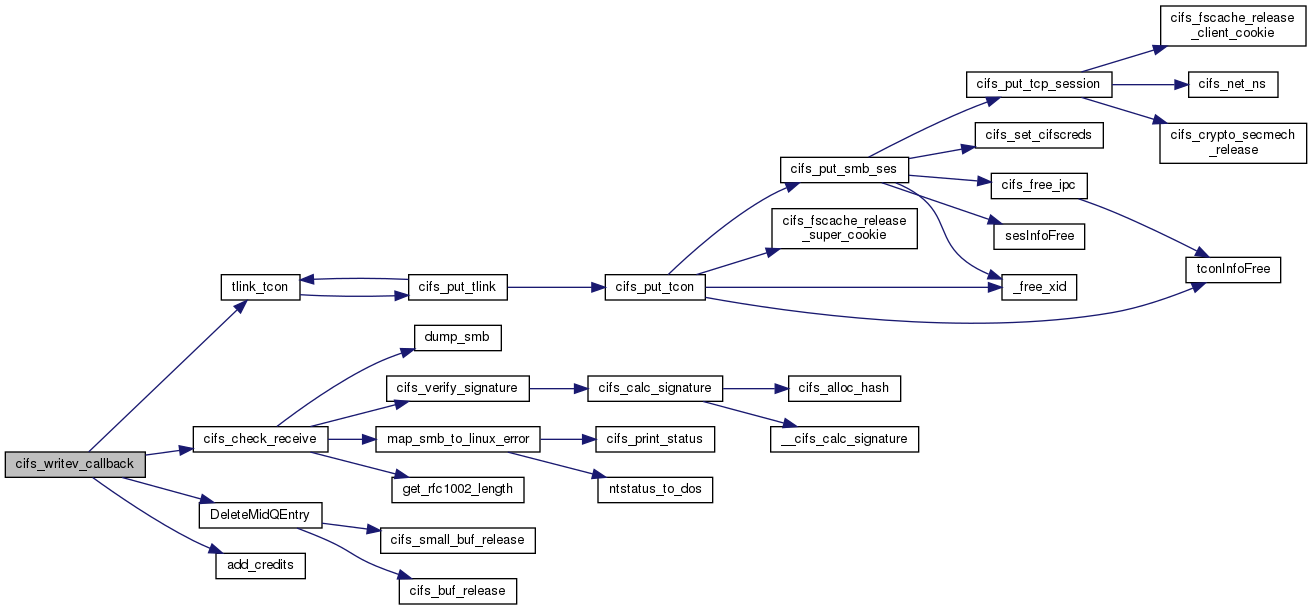 cifs_fscache_release
_client_cookie
cifs_put_tcp_session
cifs_net_ns
cifs_set_cifscreds
cifs_crypto_secmech
_release
cifs_put_smb_ses
cifs_free_ipc
cifs_fscache_release
_super_cookie
sesInfoFree
tconInfoFree
tlink_tcon
cifs_put_tlink
cifs_put_tcon
_free_xid
dump_smb
cifs_verify_signature
cifs_calc_signature
cifs_alloc_hash
cifs_check_receive
map_smb_to_linux_error
cifs_print_status
__cifs_calc_signature
cifs_writev_callback
get_rfc1002_length
ntstatus_to_dos
DeleteMidQEntry
cifs_small_buf_release
add_credits
cifs_buf_release